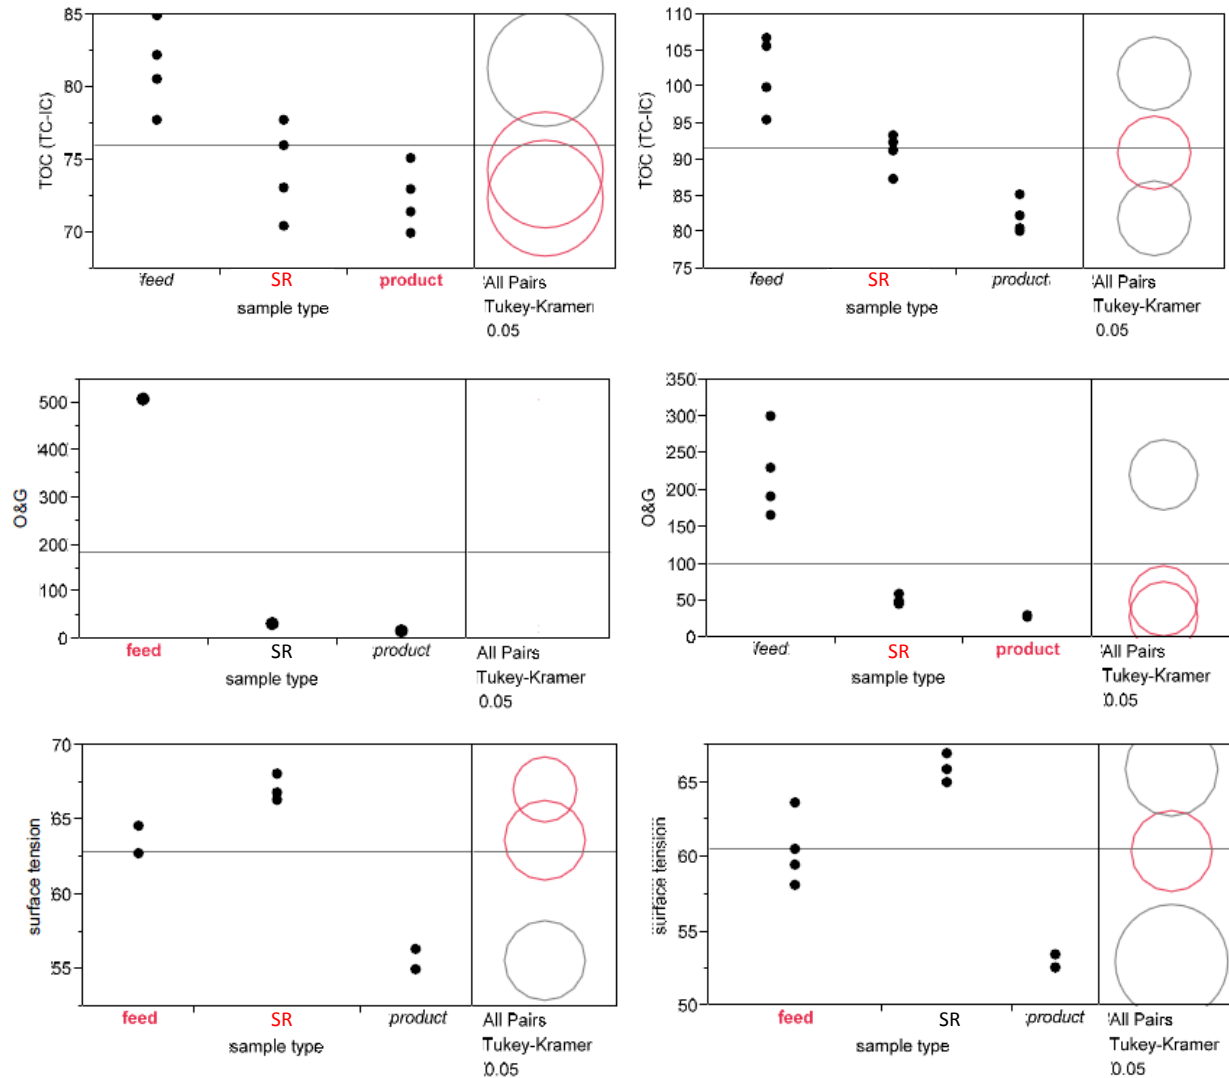 85
80
75
70
TOC (TC-IC)
feed SR product
sample type
All Pairs
Tukey-Kramer
0.05
110
105
100
95
90
85
80
75
TOC (TC-IC)
feed SR product
sample type
All Pairs
Tukey-Kramer
0.05
500
400
300
200
100
0
O&G
feed SR product
sample type
All Pairs
Tukey-Kramer
0.05
350
300
250
200
150
100
50
0
O&G
feed SR product
sample type
All Pairs
Tukey-Kramer
0.05
70
65
60
55
surface tension
feed SR product
sample type
All Pairs
Tukey-Kramer
0.05
65
60
55
50
surface tension
feed SR product
sample type
All Pairs
Tukey-Kramer
0.05